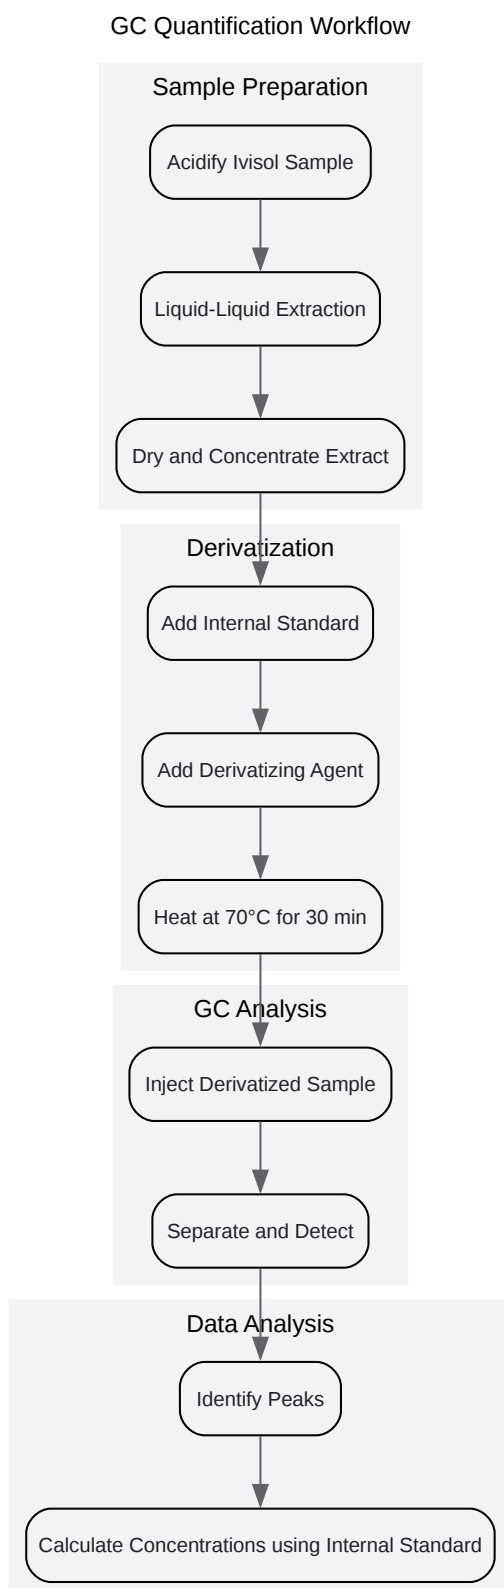 GC Quantification Workflow
Sample Preparation
Acidify Ivisol Sample
Liquid-Liquid Extraction
Dry and Concentrate Extract
Derivatization
Add Internal Standard
Add Derivatizing Agent
Heat at 70°C for 30 min
GC Analysis
Inject Derivatized Sample
Separate and Detect
Data Analysis
Identify Peaks
Calculate Concentrations using Internal Standard